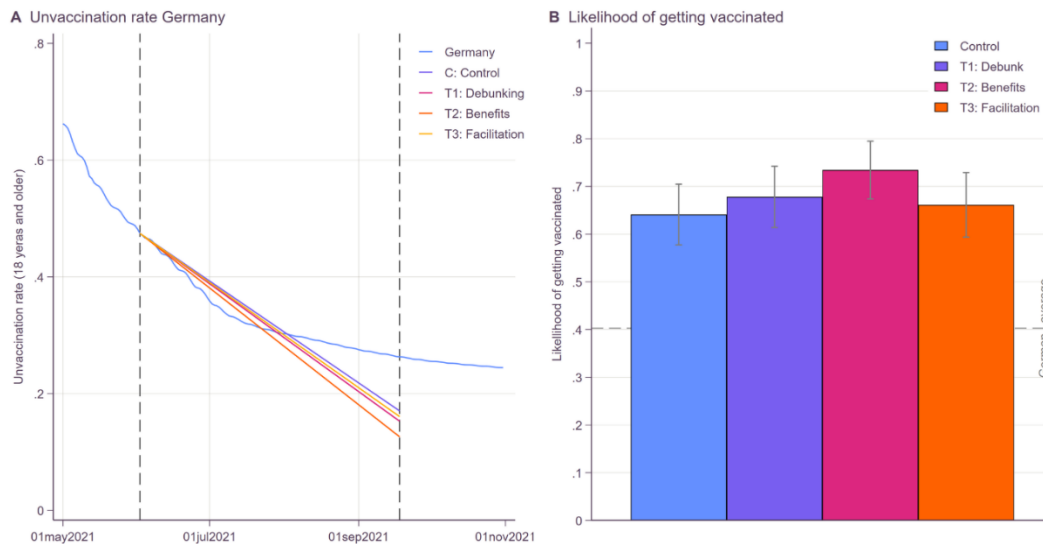 A Unvaccination rate Germany
Unvaccination rate (18 yeras and older)
.8
.6
.4
.2
0
01may2021
01jul2021
01sep2021
01nov2021
Germany
C: Control
T1: Debunking
T2: Benefits
T3: Facilitation
B Likelihood of getting vaccinated
Likelihood of getting vaccinated
1
.9
.8
.7
.6
.5
.4
.3
.2
.1
0
Control
T1: Debunk
T2: Benefits
T3: Facilitation
German average